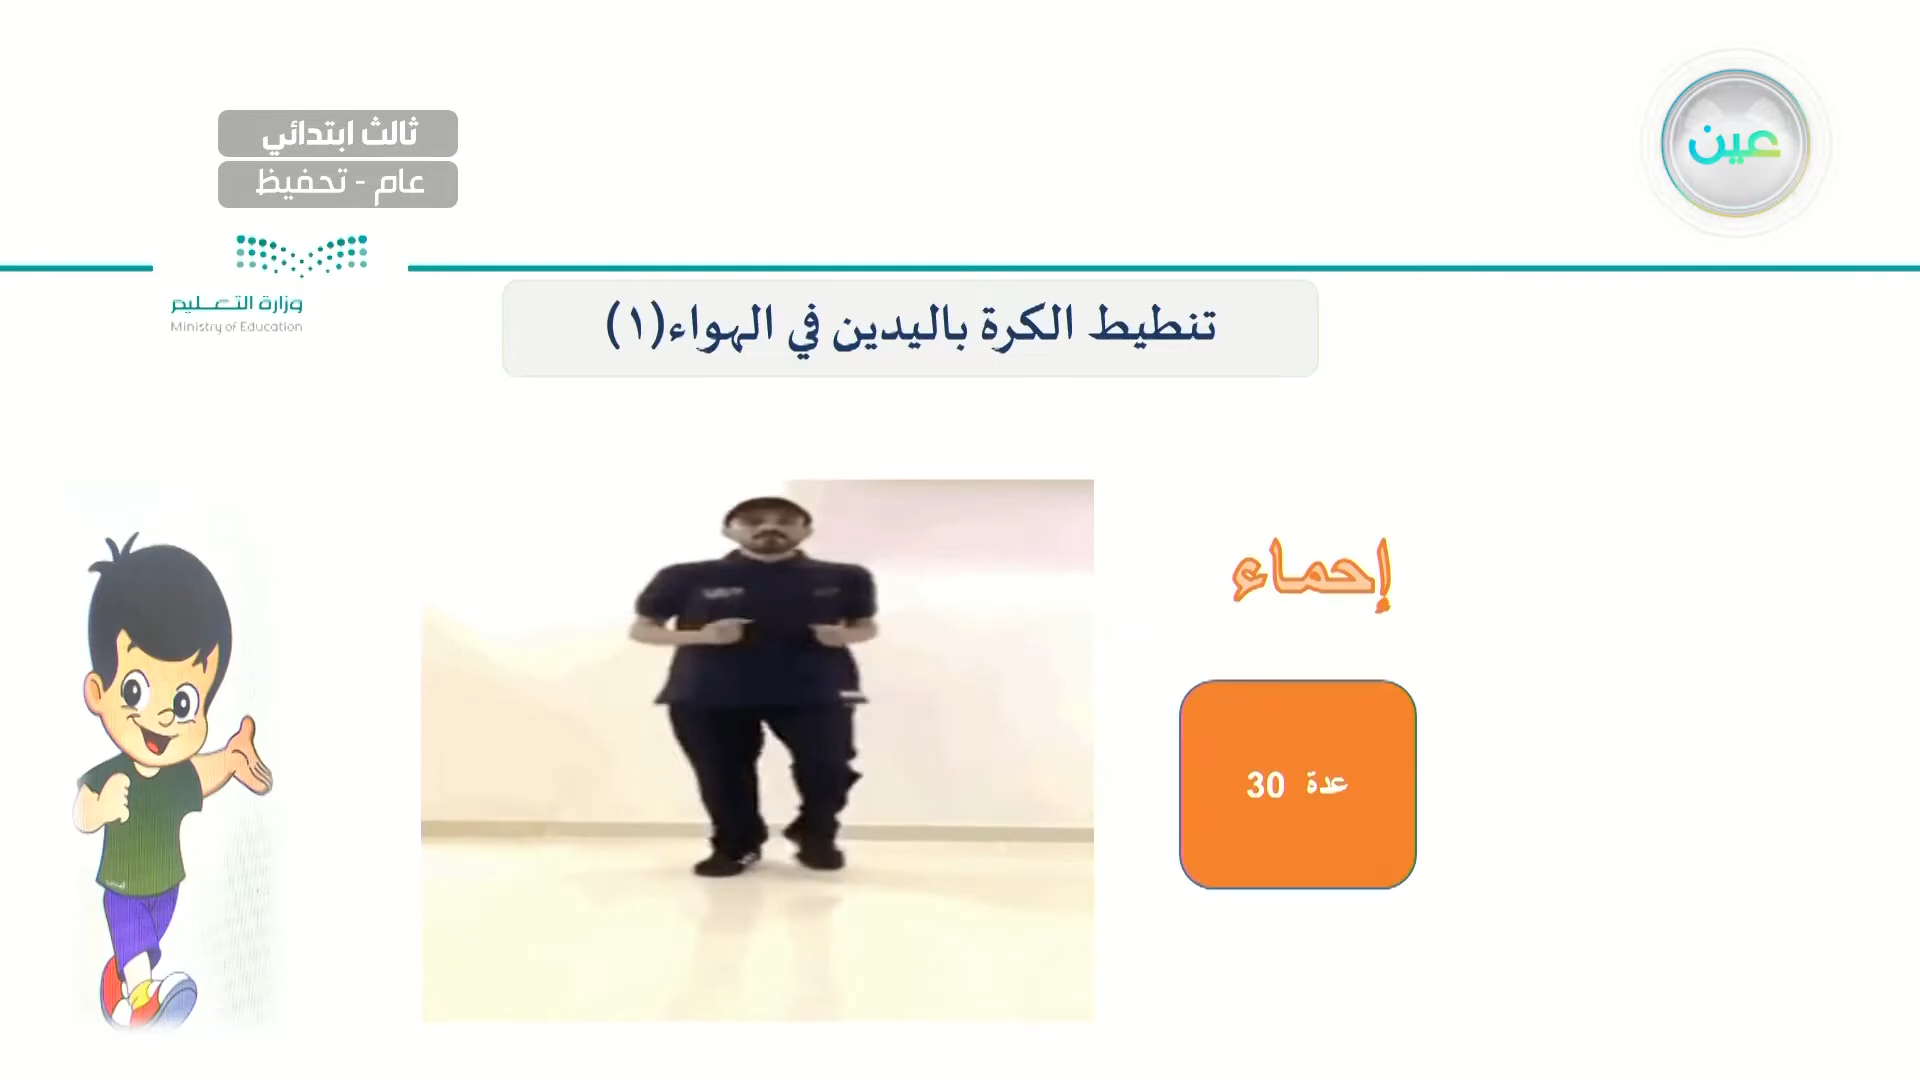 عين
ثالث ابتدائي
عام - تحفيظ
وزارة التعليم
Ministry of Education
تنطيط الكرة باليدين في الهواء(١)
إحماء
عدة 30